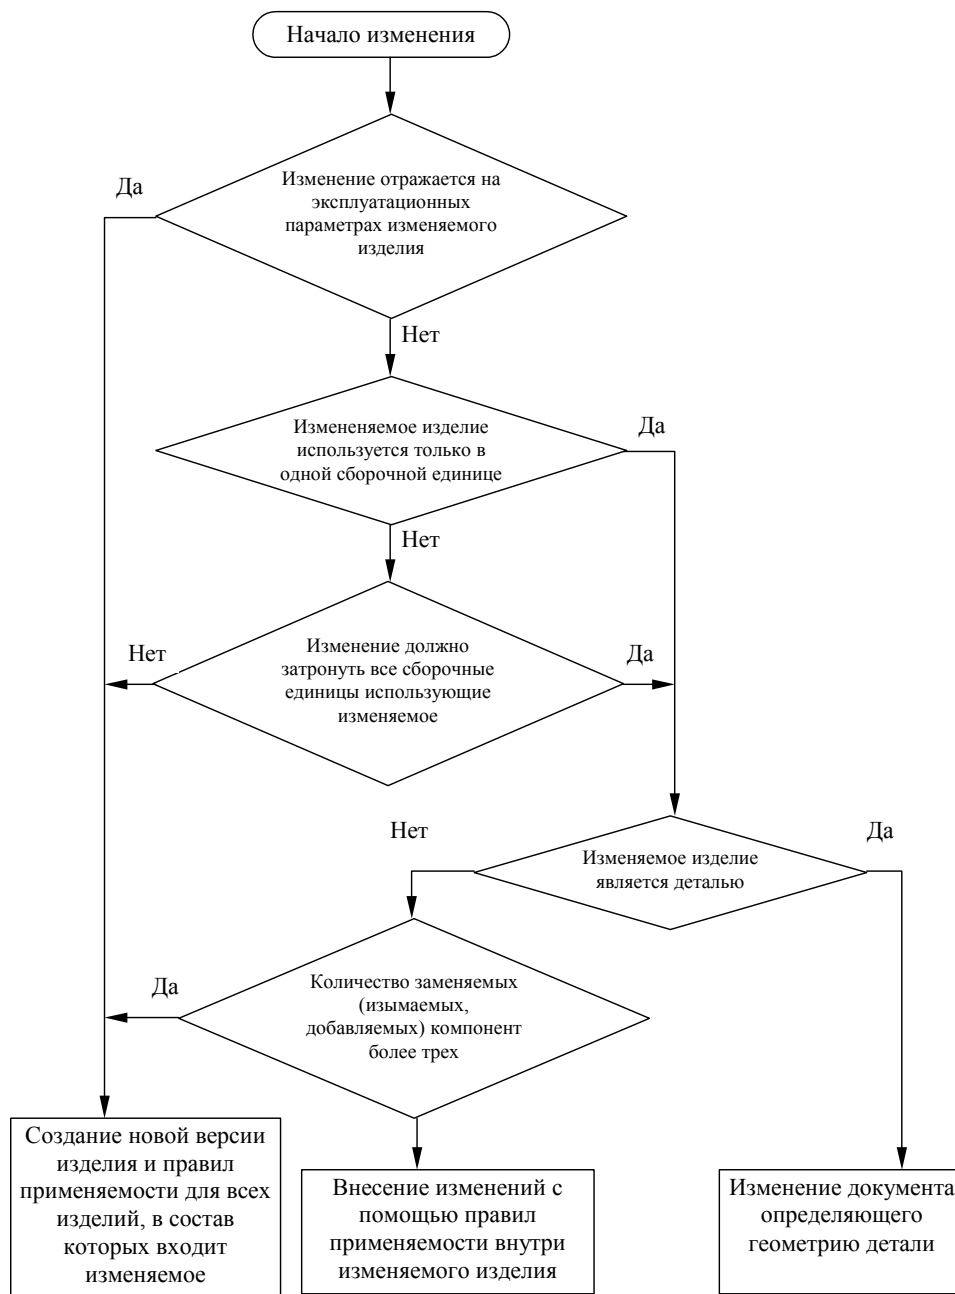 Начало изменения
Да
Изменение отражается на
эксплуатационных
параметрах изменяемого
изделия
Нет
Измененяемое изделие
используется только в
одной сборочной единице
Да
Нет
Нет
Изменение должно
затронуть все сборочные
единицы использующие
изменяемое
Да
Нет
Изменяемое изделие
является деталью
Да
Да
Количество заменяемых
(изымаемых,
добавляемых) компонент
более трех
Создание новой версии
изделия и правил
применяемости для всех
изделий, в состав
которых входит
изменяемое
Внесение изменений с
помощью правил
применяемости внутри
изменяемого изделия
Изменение документа
определяющего
геометрию детали